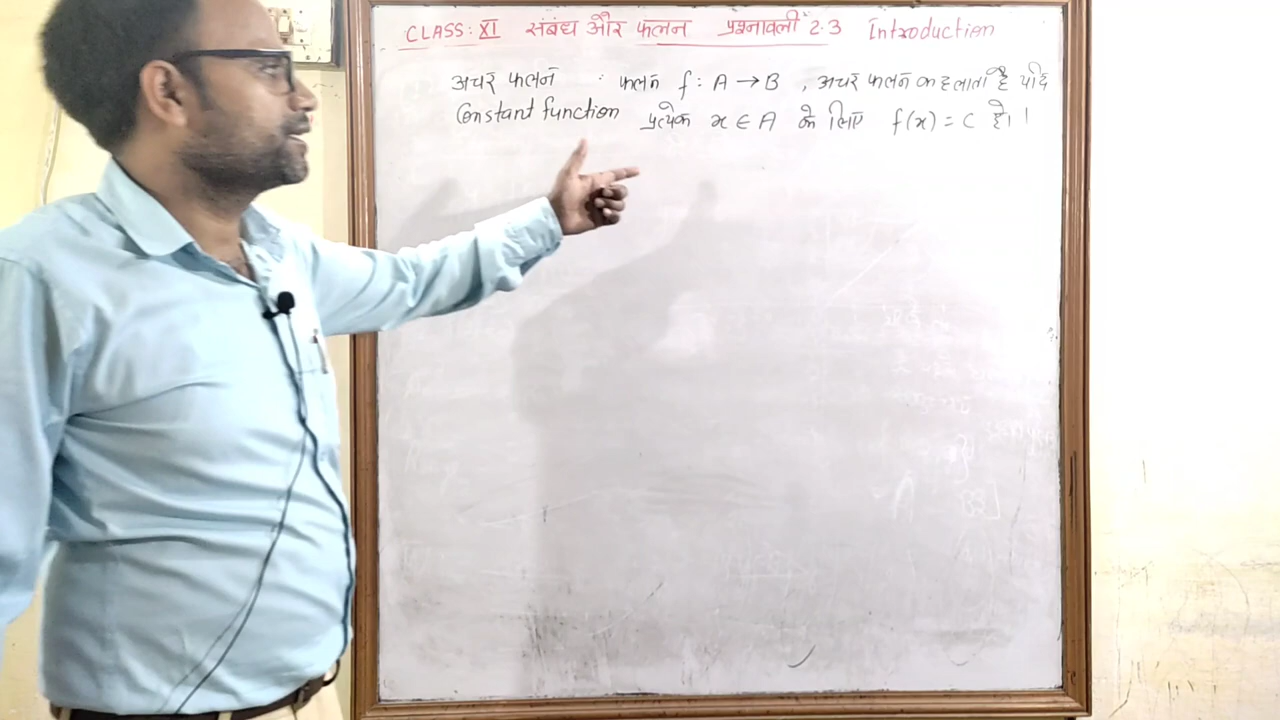 CLASS: XI संबंध और फलन प्रश्नावली 2.3 Introduction
अचर फलन : फलन f : A → B , अचर फलन कहलाता है यदि
Constant function प्रत्येक x ∈ A के लिए f(x) = C हो। ।